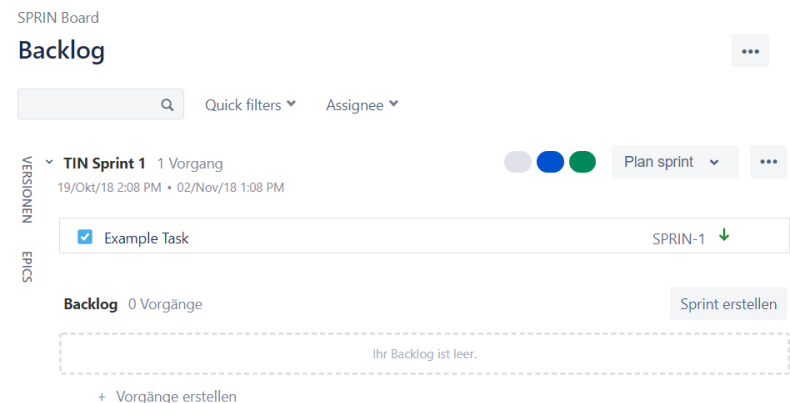 SPRIN Board
Backlog
Quick filters Assignee
VERSIONEN
EPICS
TIN Sprint 1 1 Vorgang Plan sprint
19/Okt/18 2:08 PM • 02/Nov/18 1:08 PM
Example Task SPRIN-1
Backlog 0 Vorgänge Sprint erstellen
Ihr Backlog ist leer.
+ Vorgänge erstellen